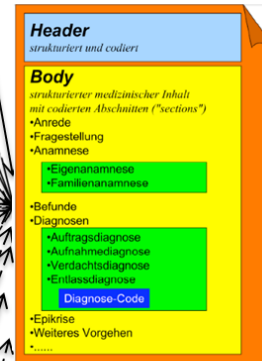 Header
strukturiert und codiert
Body
strukturierter medizinischer Inhalt
mit codierten Abschnitten ("sections")
•Anrede
•Fragestellung
•Anamnese
•Eigenanamnese
•Familienanamnese
•Befunde
•Diagnosen
•Auftragsdiagnose
•Aufnahmediagnose
•Verdachtsdiagnose
•Entlassdiagnose
Diagnose-Code
•Epikrise
•Weiteres Vorgehen
•......